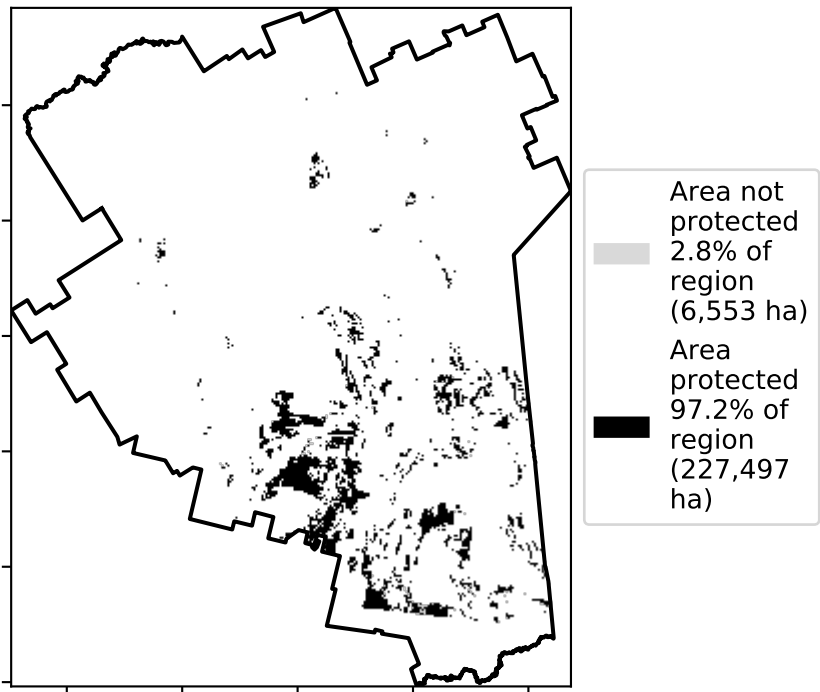 Area not
protected
2.8% of
region
(6,553 ha)
Area
protected
97.2% of
region
(227,497
ha)